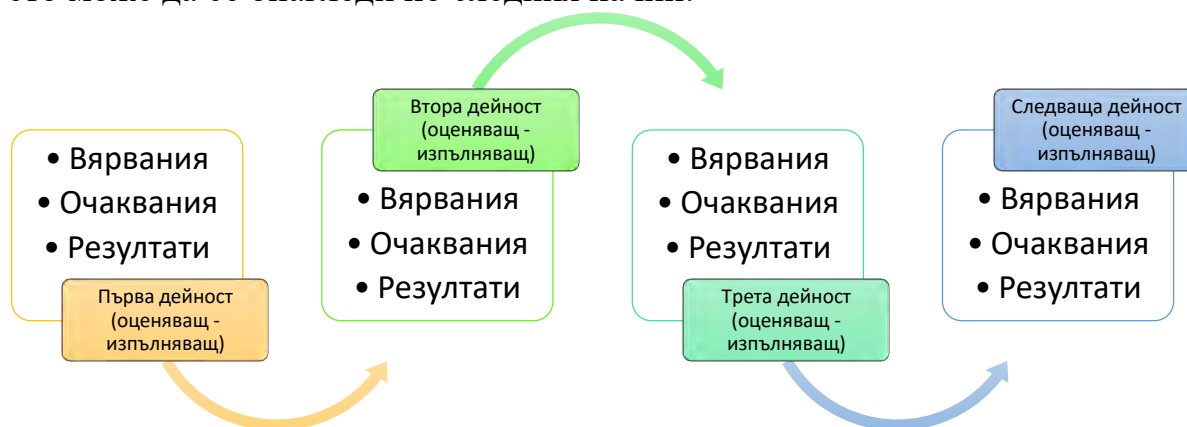 • Вярвания
• Очаквания
• Резултати
Първа дейност
(оценяващ -
изпълняващ)
Втора дейност
(оценяващ -
изпълняващ)
• Вярвания
• Очаквания
• Резултати
• Вярвания
• Очаквания
• Резултати
Трета дейност
(оценяващ -
изпълняващ)
Следваща дейност
(оценяващ -
изпълняващ)
• Вярвания
• Очаквания
• Резултати